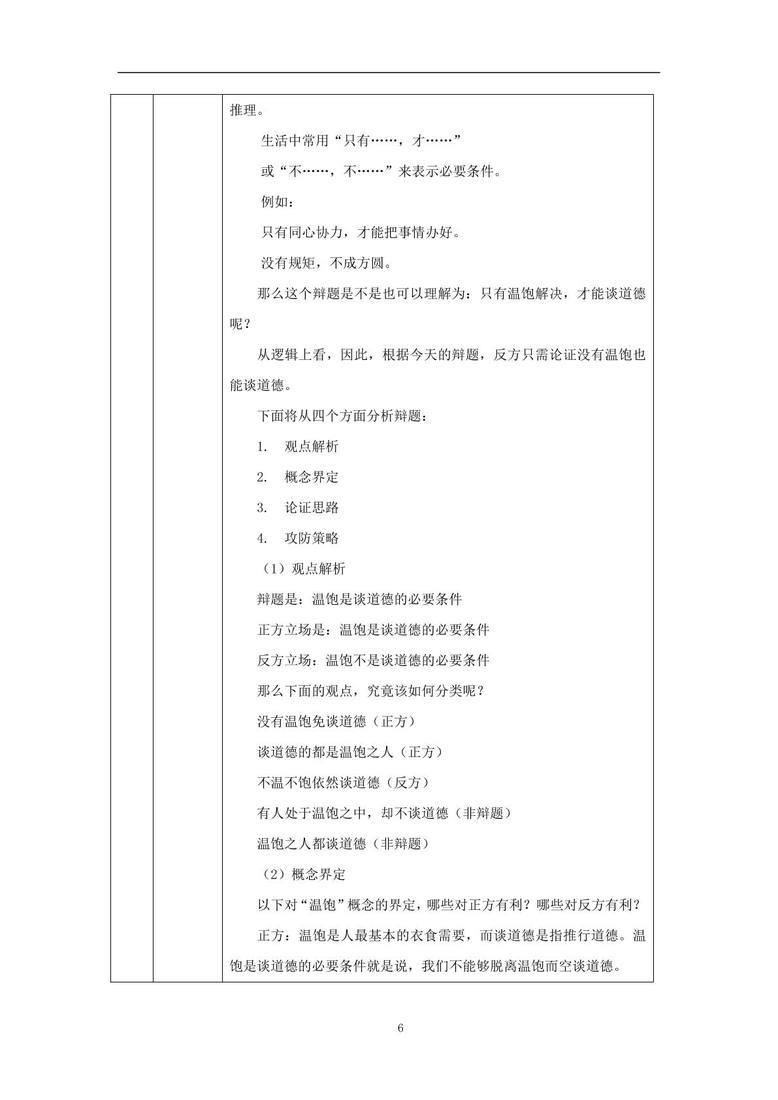 推理。
生活中常用“只有……，才……”
或“不……，不……”来表示必要条件。
例如：
只有同心协力，才能把事情办好。
没有规矩，不成方圆。
那么这个辩题是不是也可以理解为：只有温饱解决，才能谈道德
呢？
从逻辑上看，因此，根据今天的辩题，反方只需论证没有温饱也
能谈道德。
下面将从四个方面分析辩题：
1. 观点解析
2. 概念界定
3. 论证思路
4. 攻防策略
（1）观点解析
辩题是：温饱是谈道德的必要条件
正方立场是：温饱是谈道德的必要条件
反方立场：温饱不是谈道德的必要条件
那么下面的观点，究竟该如何分类呢？
没有温饱免谈道德（正方）
谈道德的都是温饱之人（正方）
不温不饱依然谈道德（反方）
有人处于温饱之中，却不谈道德（非辩题）
温饱之人都谈道德（非辩题）
（2）概念界定
以下对“温饱”概念的界定，哪些对正方有利？哪些对反方有利？
正方：温饱是人最基本的衣食需要，而谈道德是指推行道德。温
饱是谈道德的必要条件就是说，我们不能够脱离温饱而空谈道德。
6